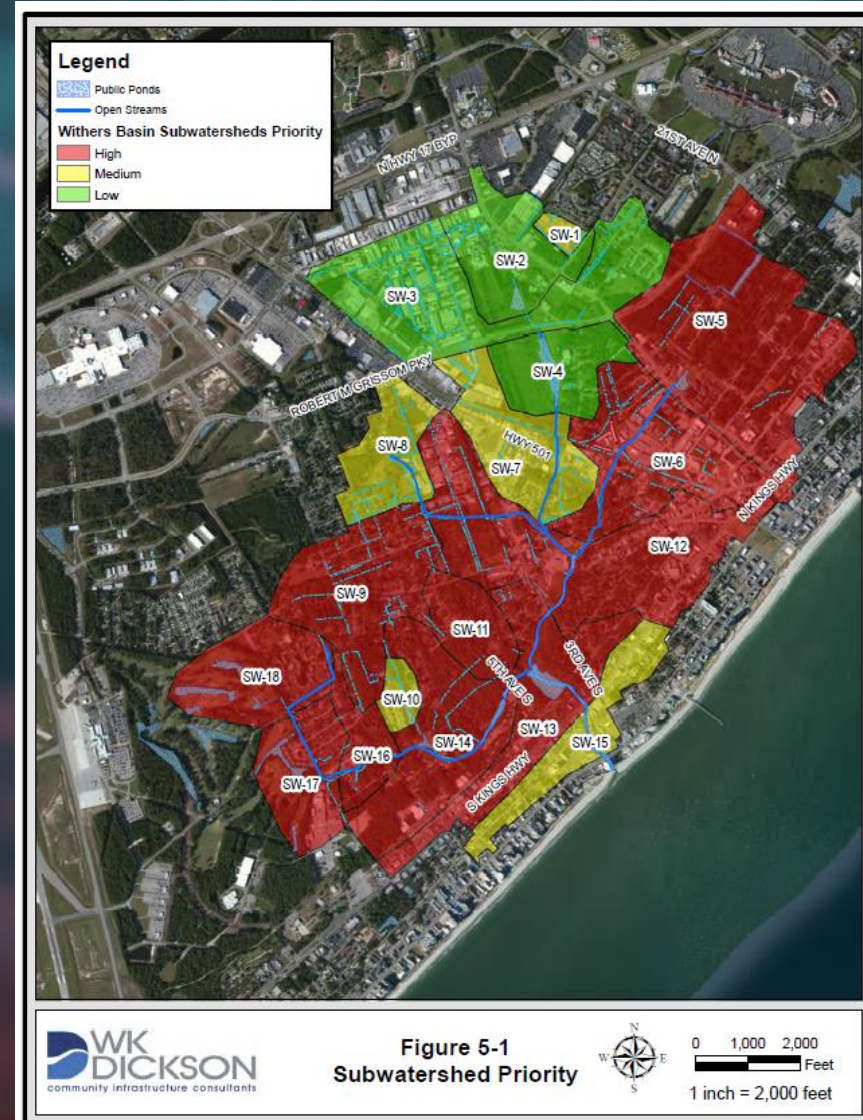 Legend
Public Ponds
Open Streams
Withers Basin Subwatersheds Priority
High
Medium
Low
N HWY 17 BYP
21ST AVE N
SW-1
SW-2
SW-3
SW-5
ROBERT M GRISSOM PKY
SW-4
HWY 501
SW-8
SW-7
SW-6
N KINGS HWY
SW-12
SW-9
SW-11
3RD AVE S
5TH AVE S
SW-18
SW-10
SW-13
SW-14
SW-15
SW-16
S KINGS HWY
SW-17
WK
DICKSON
community infrastructure consultants
Figure 5-1
Subwatershed Priority
N
W E
S
0 1,000 2,000
Feet
1 inch = 2,000 feet